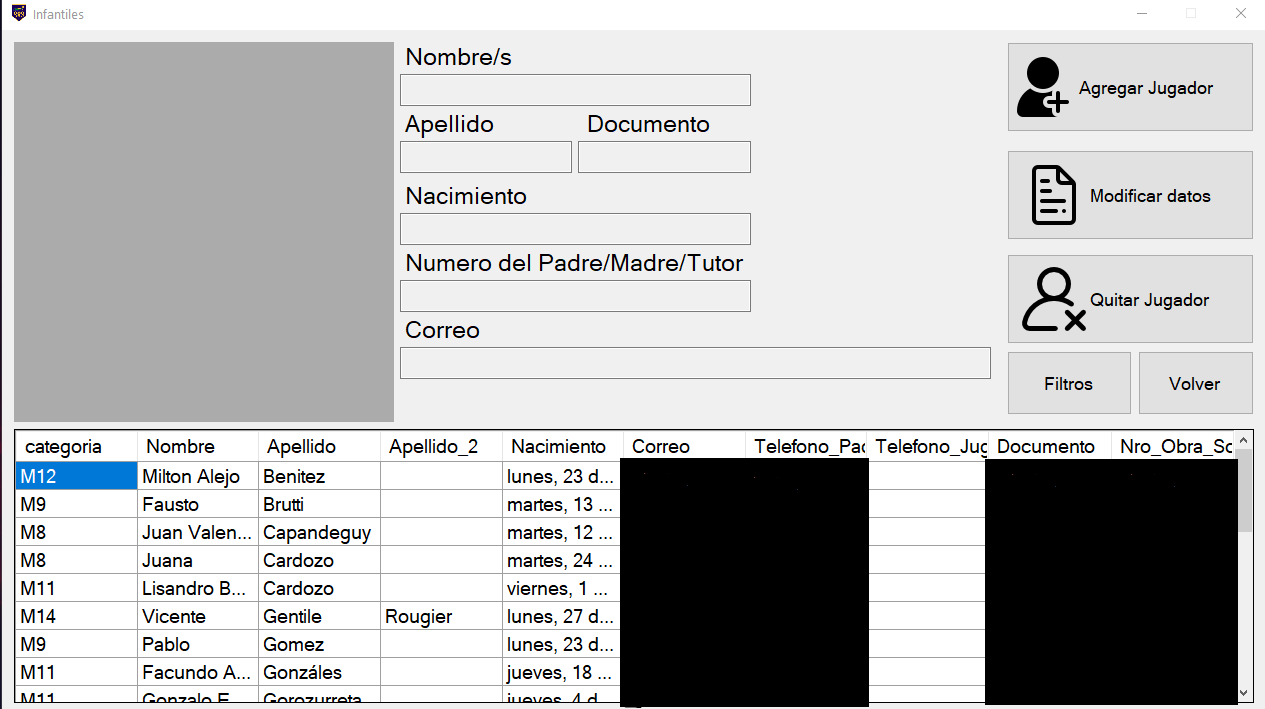 Infantiles
Nombre/s
Apellido Documento
Nacimiento
Numero del Padre/Madre/Tutor
Correo
Agregar Jugador
Modificar datos
Quitar Jugador
Filtros Volver
categoria Nombre Apellido Apellido_2 Nacimiento Correo Telefono_Pad Telefono_Jug Documento Nro_Obra_So
M12 Milton Alejo Benitez lunes, 23 d...
M9 Fausto Brutti martes, 13 ...
M8 Juan Valen... Capandeguy martes, 12 ...
M8 Juana Cardozo martes, 24 ...
M11 Lisandro B... Cardozo viernes, 1 ...
M14 Vicente Gentile Rougier lunes, 27 d...
M9 Pablo Gomez lunes, 23 d...
M11 Facundo A... Gonzáles jueves, 18 ...
M11 Gonzalo E... Gorozurreta jueves, 4 d...